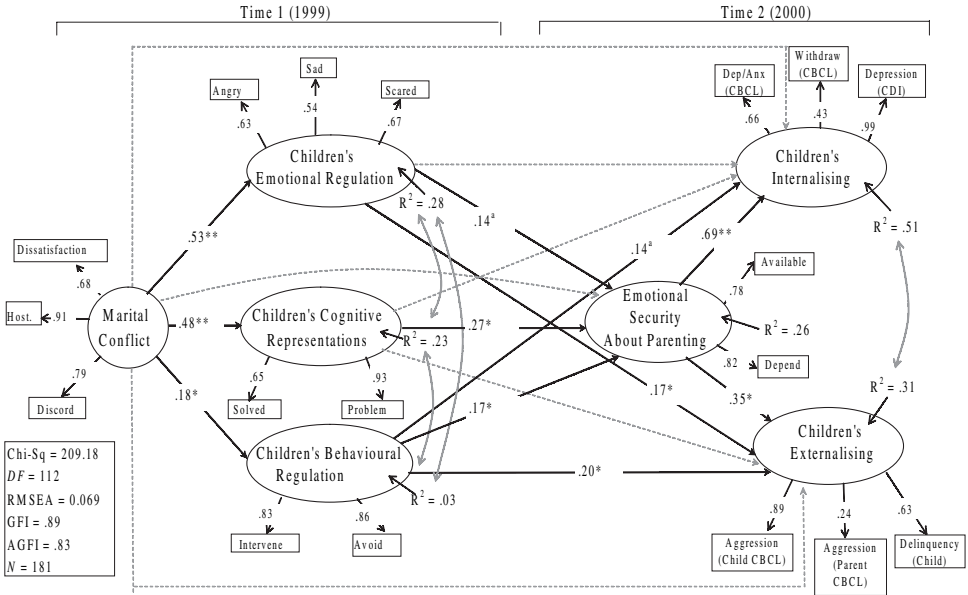 Time 1 (1999)
Time 2 (2000)
Sad
Angry
Scared
.63
.54
.67
Children's
Emotional Regulation
R² = .28
Withdraw
(CBCL)
Dep/Anx
(CBCL)
Depression
(CDI)
.66
.43
.99
Children's
Internalising
R² = .51
.14ª
.14ª
.69**
.53**
Dissatisfaction
.68
Host.
.91
Marital
Conflict
.79
Discord
.48**
.18*
Children's Cognitive
Representations
R² = .23
.65
.93
Solved
Problem
.27*
.17*
.17*
Emotional
Security
About Parenting
Available
.78
R² = .26
.82
Depend
.35*
R² = .31
Children's Behavioural
Regulation
R² = .03
.83
.86
Intervene
Avoid
.20*
Children's
Externalising
.89
.24
.63
Aggression
(Child CBCL)
Aggression
(Parent
CBCL)
Delinquency
(Child)
Chi-Sq = 209.18
DF = 112
RMSEA = 0.069
GFI = .89
AGFI = .83
N = 181